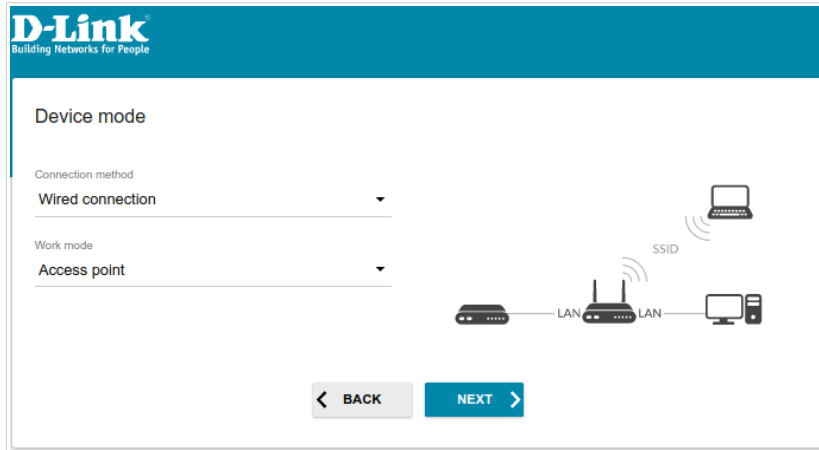 D-Link
Building Networks for People
Device mode
Connection method
Wired connection
Work mode
Access point
SSID
LAN
LAN
BACK
NEXT